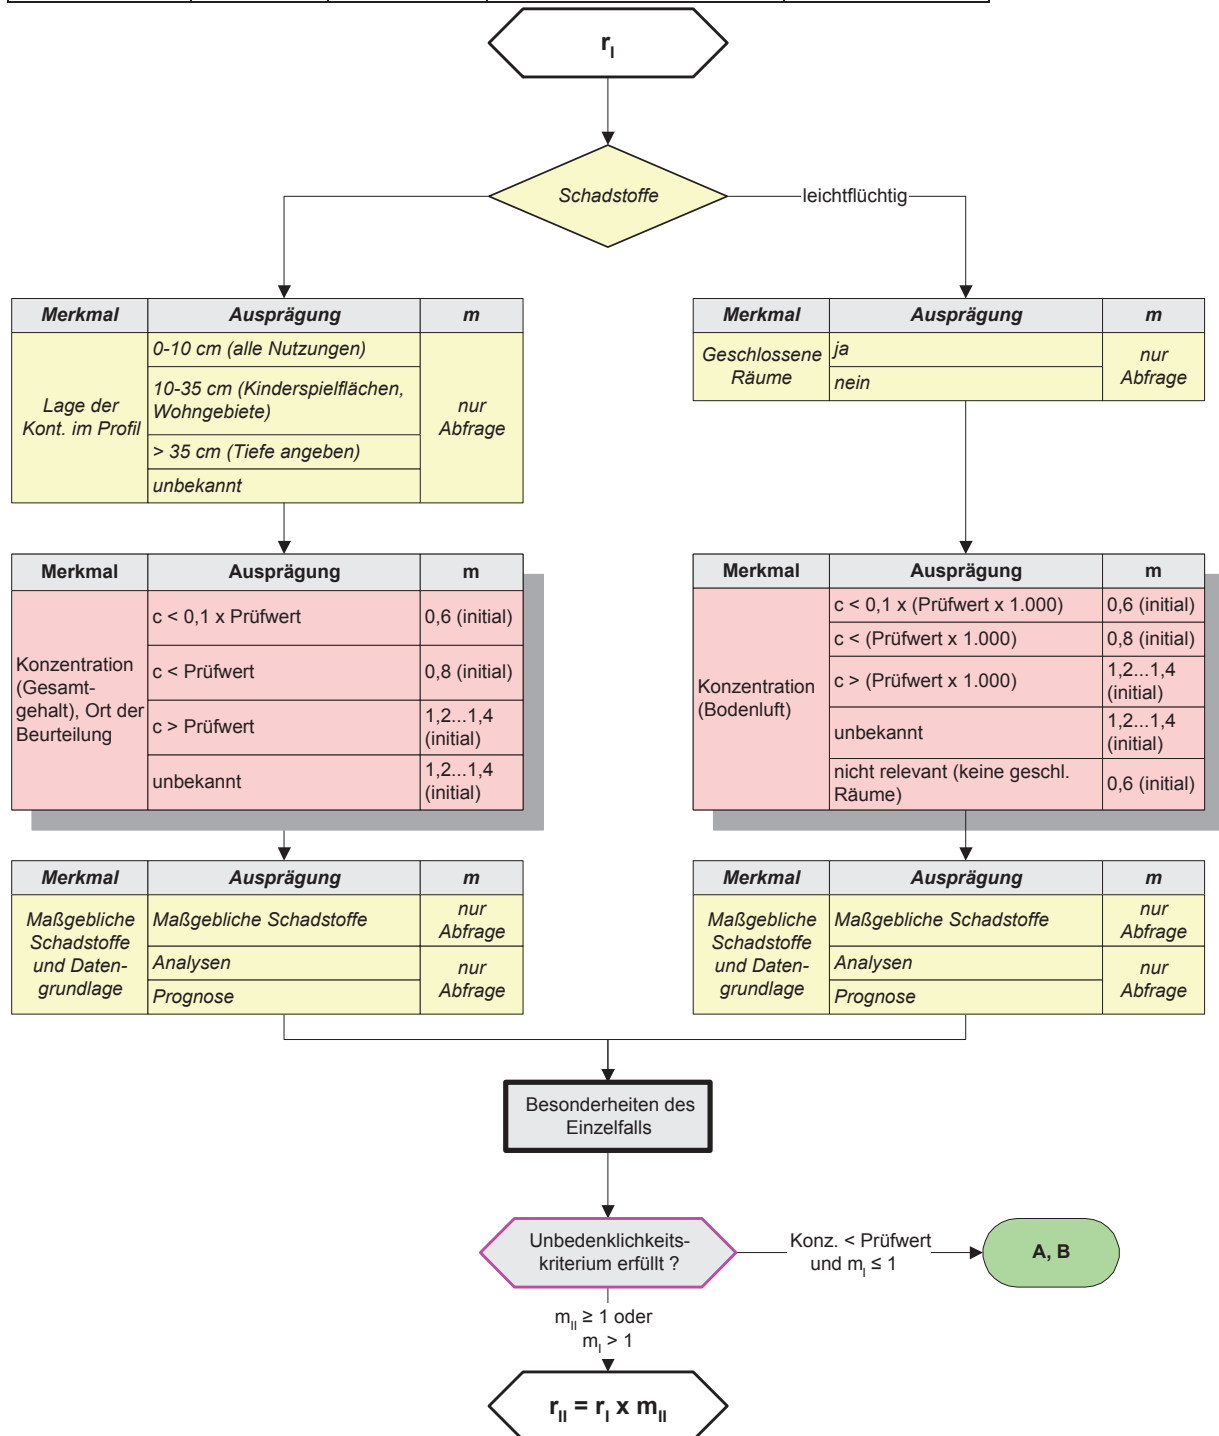 r_I
Schadstoffe
leichtflüchtig
Merkmal Ausprägung m
Lage der
Kont. im Profil
0-10 cm (alle Nutzungen)
10-35 cm (Kinderspielflächen,
Wohngebiete)
> 35 cm (Tiefe angeben)
unbekannt
nur
Abfrage
Merkmal Ausprägung m
Geschlossene
Räume
ja
nein
nur
Abfrage
Merkmal Ausprägung m
Konzentration
(Gesamt-
gehalt), Ort der
Beurteilung
c < 0,1 x Prüfwert 0,6 (initial)
c < Prüfwert 0,8 (initial)
c > Prüfwert 1,2...1,4
(initial)
unbekannt 1,2...1,4
(initial)
Merkmal Ausprägung m
Konzentration
(Bodenluft)
c < 0,1 x (Prüfwert x 1.000) 0,6 (initial)
c < (Prüfwert x 1.000) 0,8 (initial)
c > (Prüfwert x 1.000) 1,2...1,4
(initial)
unbekannt 1,2...1,4
(initial)
nicht relevant (keine geschl.
Räume) 0,6 (initial)
Merkmal Ausprägung m
Maßgebliche
Schadstoffe
und Daten-
grundlage
Maßgebliche Schadstoffe nur
Abfrage
Analysen
Prognose
nur
Abfrage
Merkmal Ausprägung m
Maßgebliche
Schadstoffe
und Daten-
grundlage
Maßgebliche Schadstoffe nur
Abfrage
Analysen
Prognose
nur
Abfrage
Besonderheiten des
Einzelfalls
Unbedenklichkeits-
kriterium erfüllt ?
Konz. < Prüfwert
und m_I ≤ 1
A, B
m_II ≥ 1 oder
m_I > 1
r_II = r_I x m_II